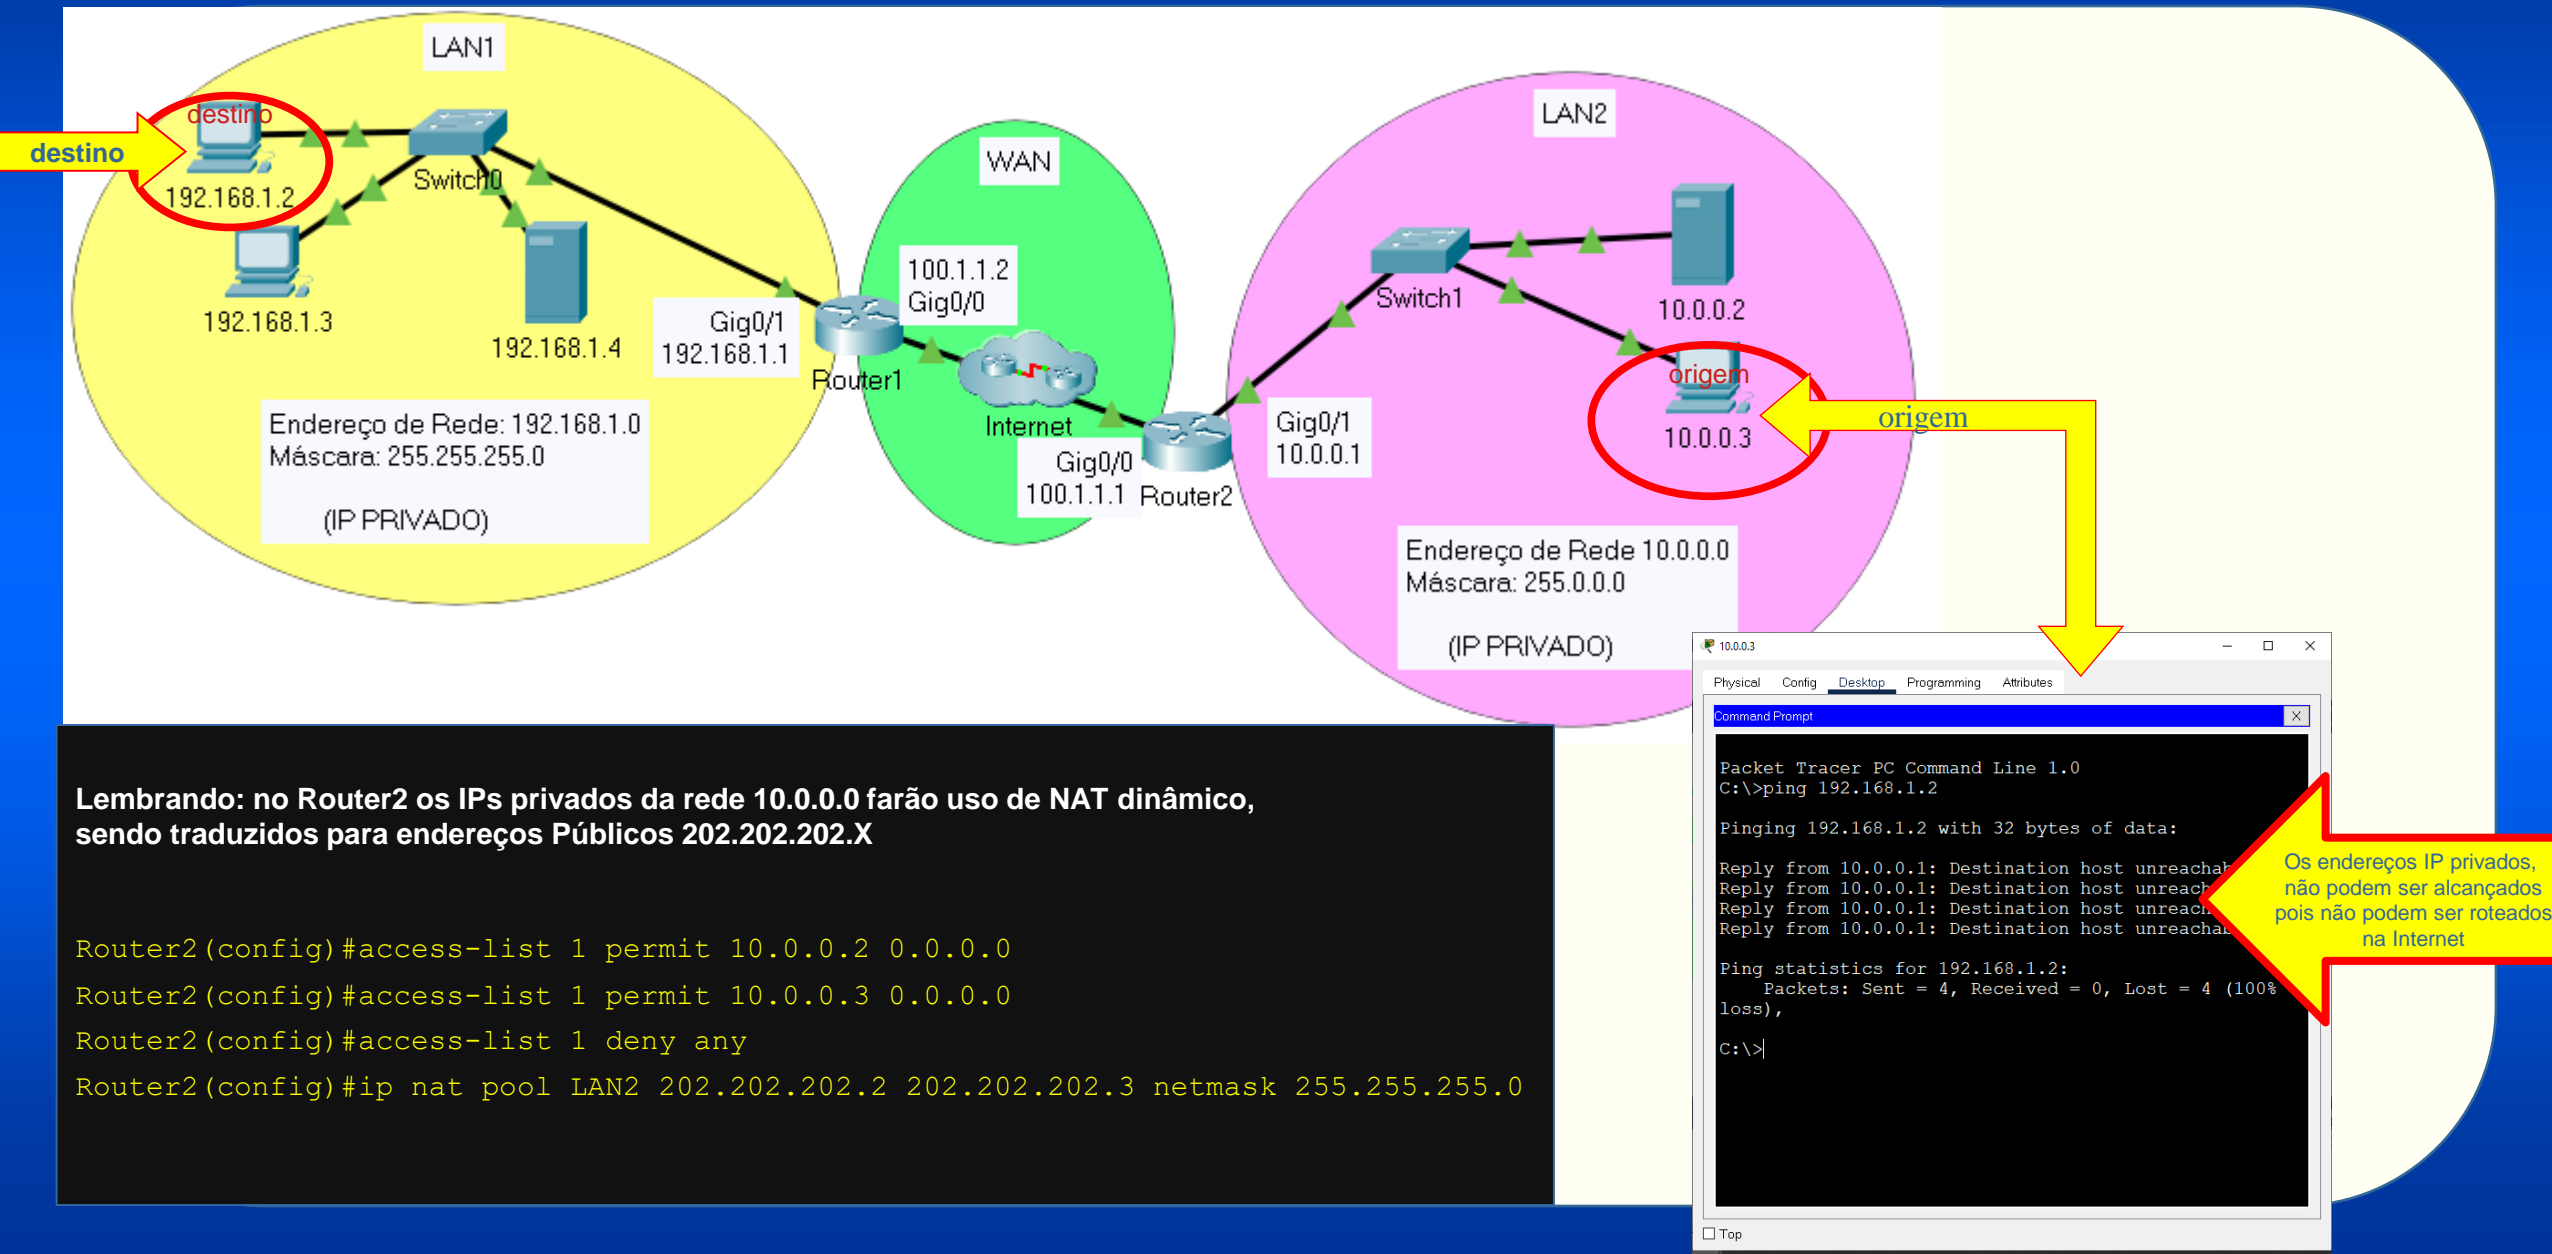 LAN1
destino
destino
192.168.1.2
Switch0
192.168.1.3
192.168.1.4
Gig0/1
192.168.1.1
Router1
Endereço de Rede: 192.168.1.0
Máscara: 255.255.255.0
(IP PRIVADO)
WAN
100.1.1.2
Gig0/0
Internet
Gig0/0
100.1.1.1
Router2
LAN2
Switch1
10.0.0.2
origem
10.0.0.3
origem
Gig0/1
10.0.0.1
Endereço de Rede 10.0.0.0
Máscara: 255.0.0.0
(IP PRIVADO)
Lembrando: no Router2 os IPs privados da rede 10.0.0.0 farão uso de NAT dinâmico,
sendo traduzidos para endereços Públicos 202.202.202.X
Router2(config)#access-list 1 permit 10.0.0.2 0.0.0.0
Router2(config)#access-list 1 permit 10.0.0.3 0.0.0.0
Router2(config)#access-list 1 deny any
Router2(config)#ip nat pool LAN2 202.202.202.2 202.202.202.3 netmask 255.255.255.0
10.0.0.3
Physical Config Desktop Programming Attributes
Command Prompt X
Packet Tracer PC Command Line 1.0
C:\>ping 192.168.1.2
Pinging 192.168.1.2 with 32 bytes of data:
Reply from 10.0.0.1: Destination host
Reply from 10.0.0.1: Destination host
Reply from 10.0.0.1: Destination host
Reply from 10.0.0.1: Destination host
Ping statistics for 192.168.1.2:
Packets: Sent = 4, Received = 0, Lost = 4 (100%
loss),
C:\>
Top
Os endereços IP privados,
não podem ser alcançados
pois não podem ser roteados
na Internet